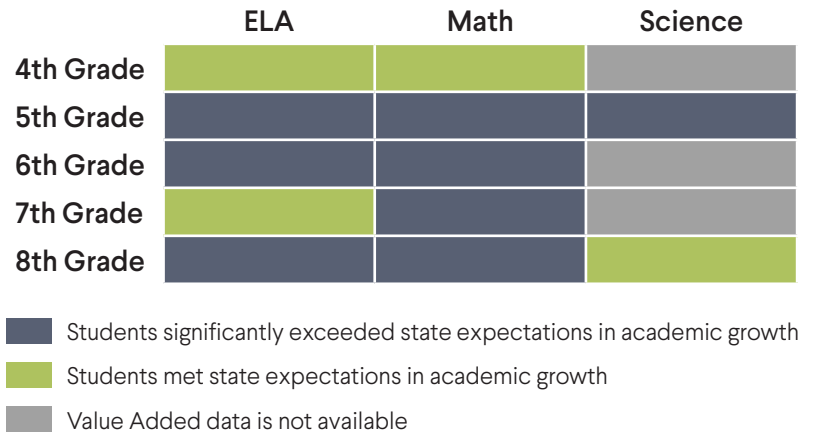 ELA Math Science
4th Grade
5th Grade
6th Grade
7th Grade
8th Grade
Students significantly exceeded state expectations in academic growth
Students met state expectations in academic growth
Value Added data is not available